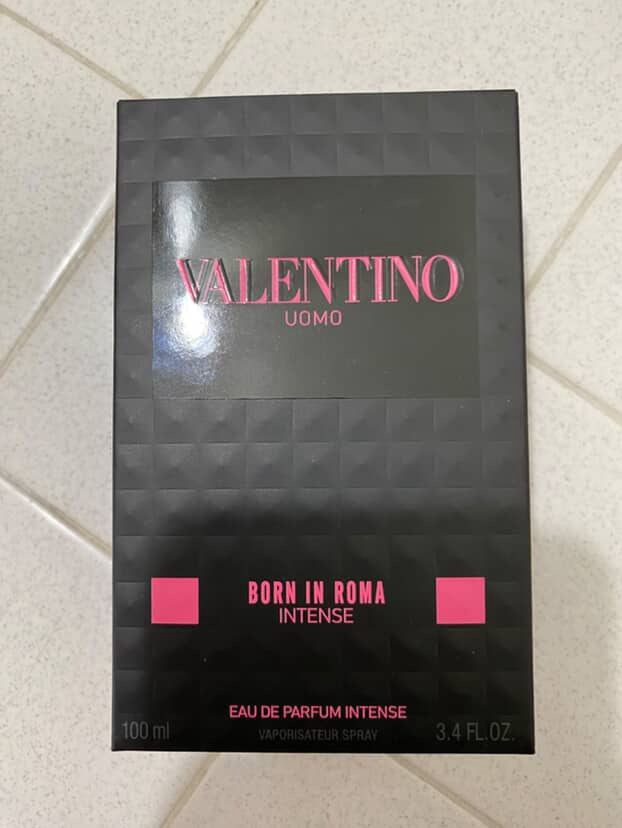 VALENTINO
UOMO
BORN IN ROMA
INTENSE
EAU DE PARFUM INTENSE
100 ml VAPORISATEUR SPRAY 3.4 FL.OZ.